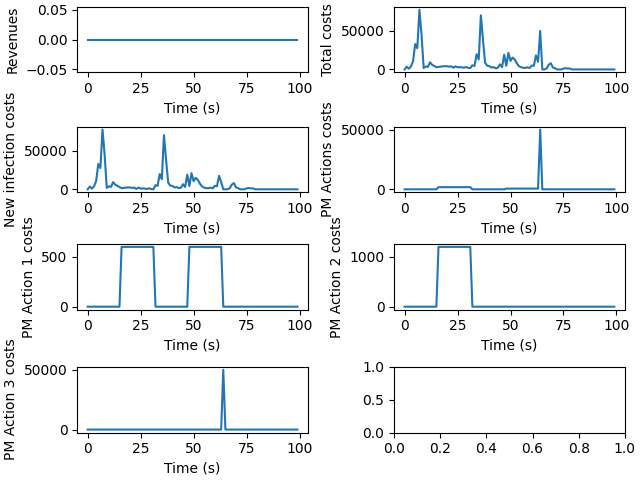 Revenues
0.05
0.00
−0.05
0 25 50 75 100
Time (s)
Total costs
50000
0
0 25 50 75 100
Time (s)
New infection costs
50000
0
0 25 50 75 100
Time (s)
PM Actions costs
50000
0
0 25 50 75 100
Time (s)
PM Action 1 costs
500
0
0 25 50 75 100
Time (s)
PM Action 2 costs
1000
0
0 25 50 75 100
Time (s)
PM Action 3 costs
50000
0
0 25 50 75 100
Time (s)
1.0
0.5
0.0
0.0 0.2 0.4 0.6 0.8 1.0